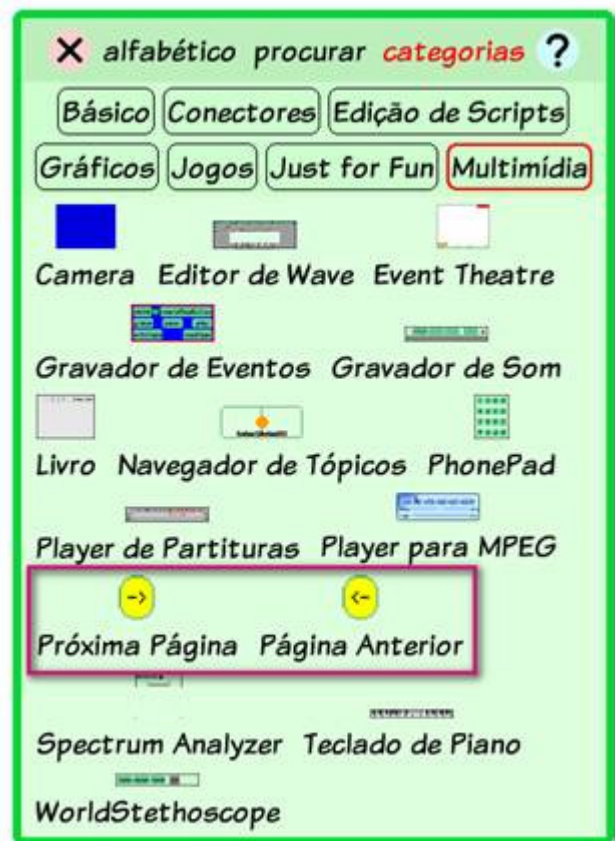 X alfabético procurar categorias ?
Básico Conectores Edição de Scripts
Gráficos Jogos Just for Fun Multimídia
Camera Editor de Wave Event Theatre
Gravador de Eventos Gravador de Som
Livro Navegador de Tópicos PhonePad
Player de Partituras Player para MPEG
-> <-
Próxima Página Página Anterior
Spectrum Analyzer Teclado de Piano
WorldStethoscope